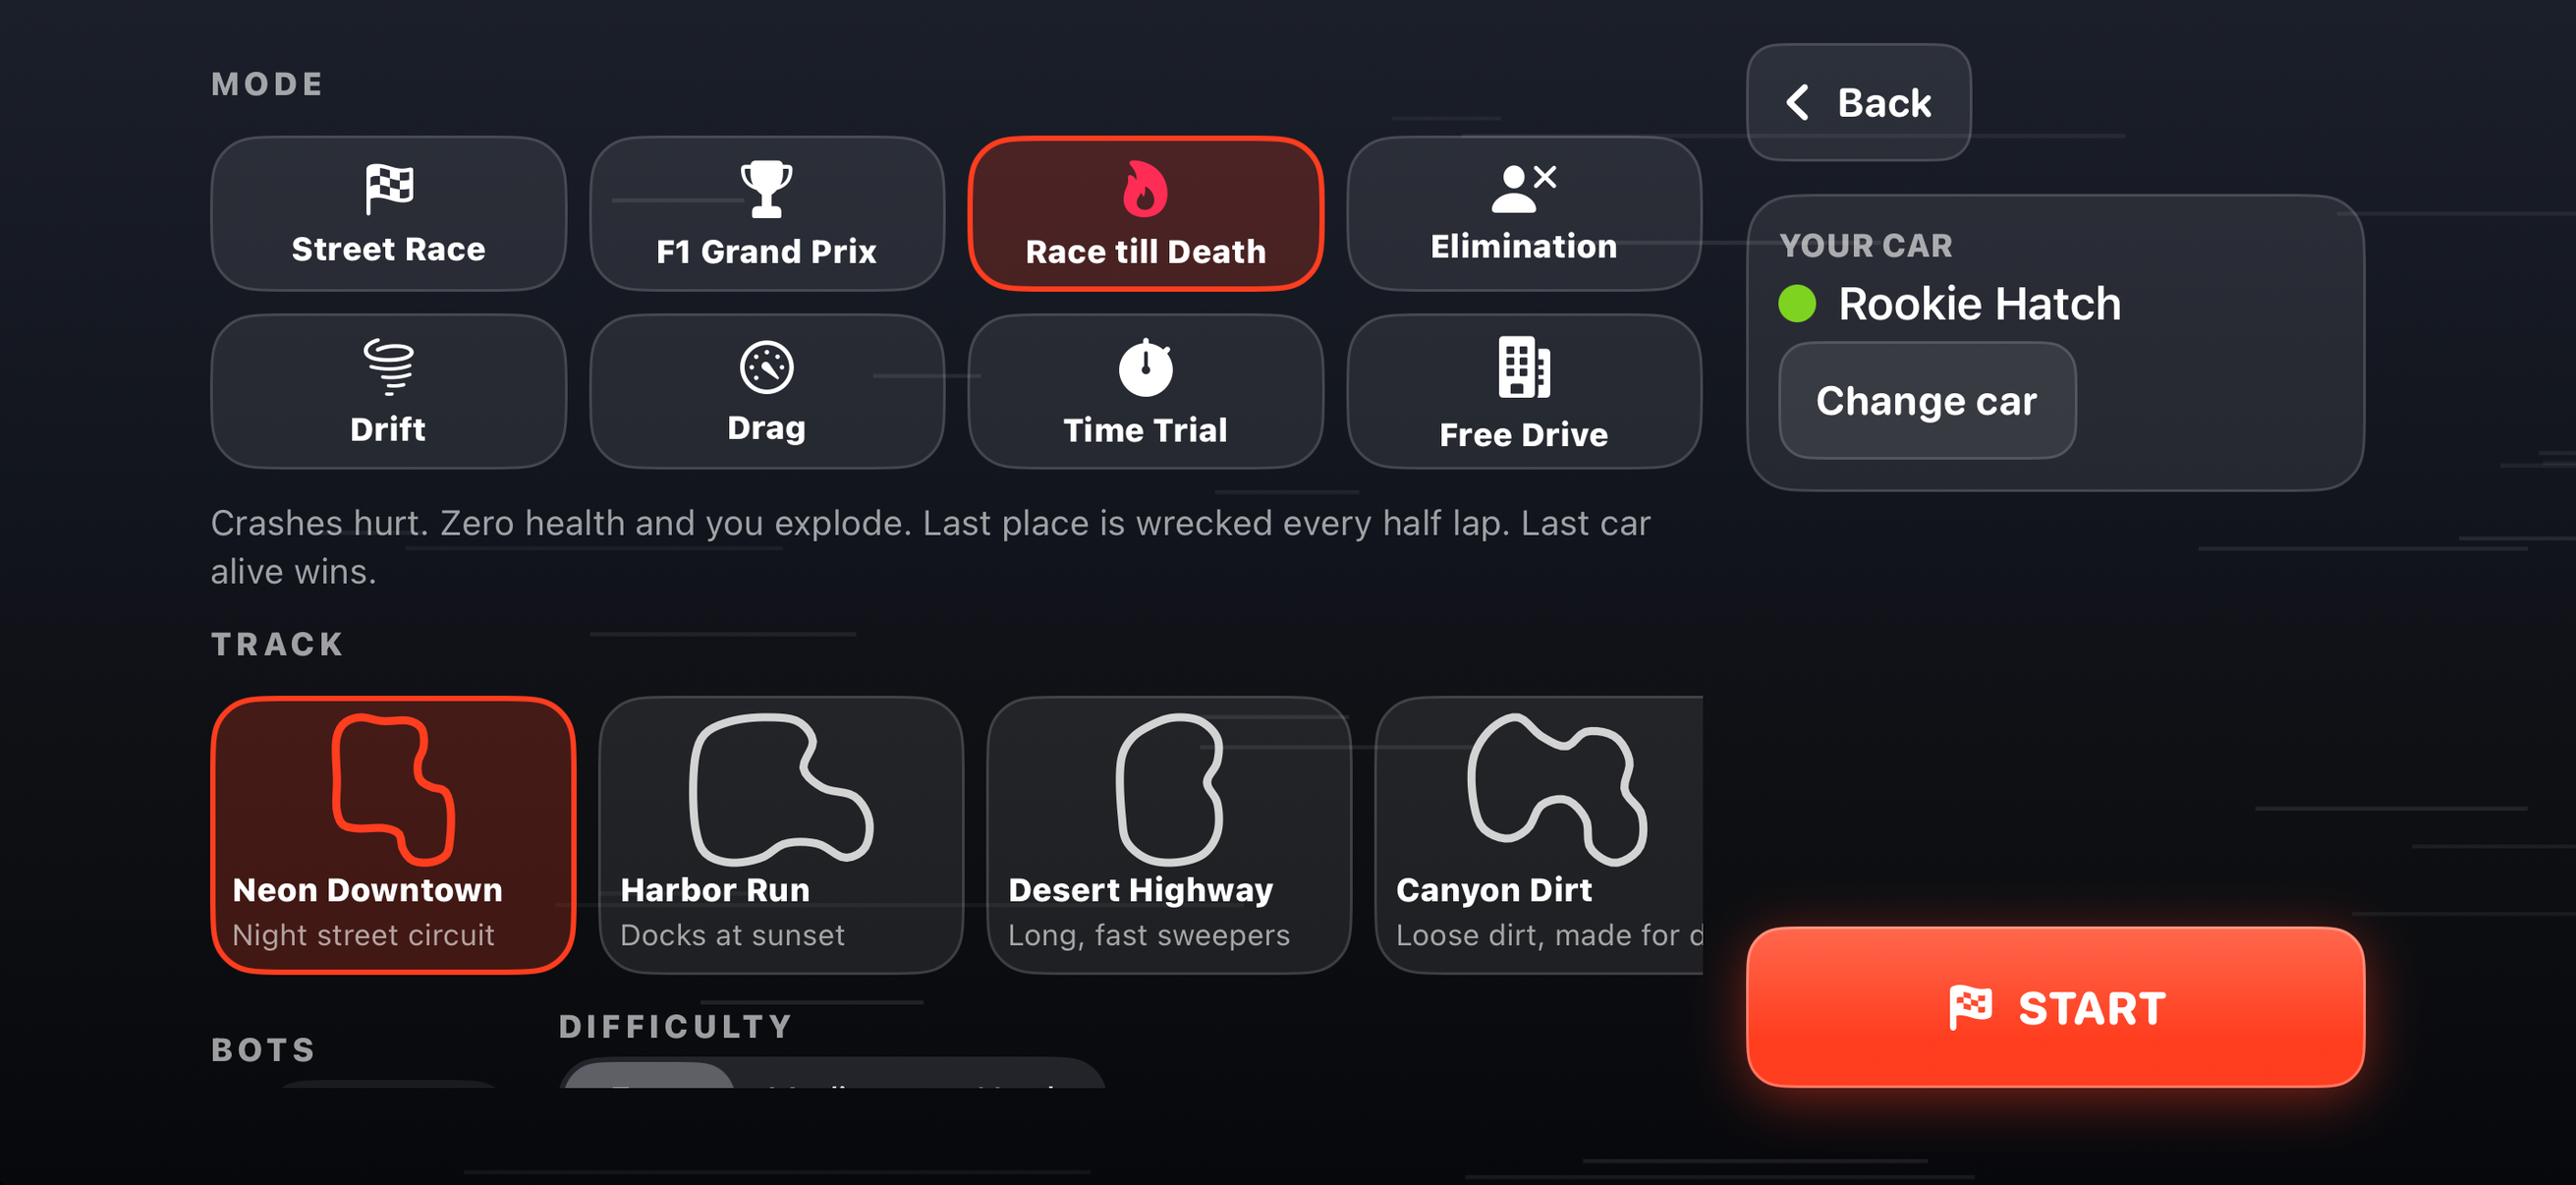 MODE
Back
Street Race
F1 Grand Prix
Race till Death
Elimination
YOUR CAR
Rookie Hatch
Change car
Drift
Drag
Time Trial
Free Drive
Crashes hurt. Zero health and you explode. Last place is wrecked every half lap. Last car
alive wins.
TRACK
Neon Downtown
Night street circuit
Harbor Run
Docks at sunset
Desert Highway
Long, fast sweepers
Canyon Dirt
Loose dirt, made for
START
BOTS
DIFFICULTY